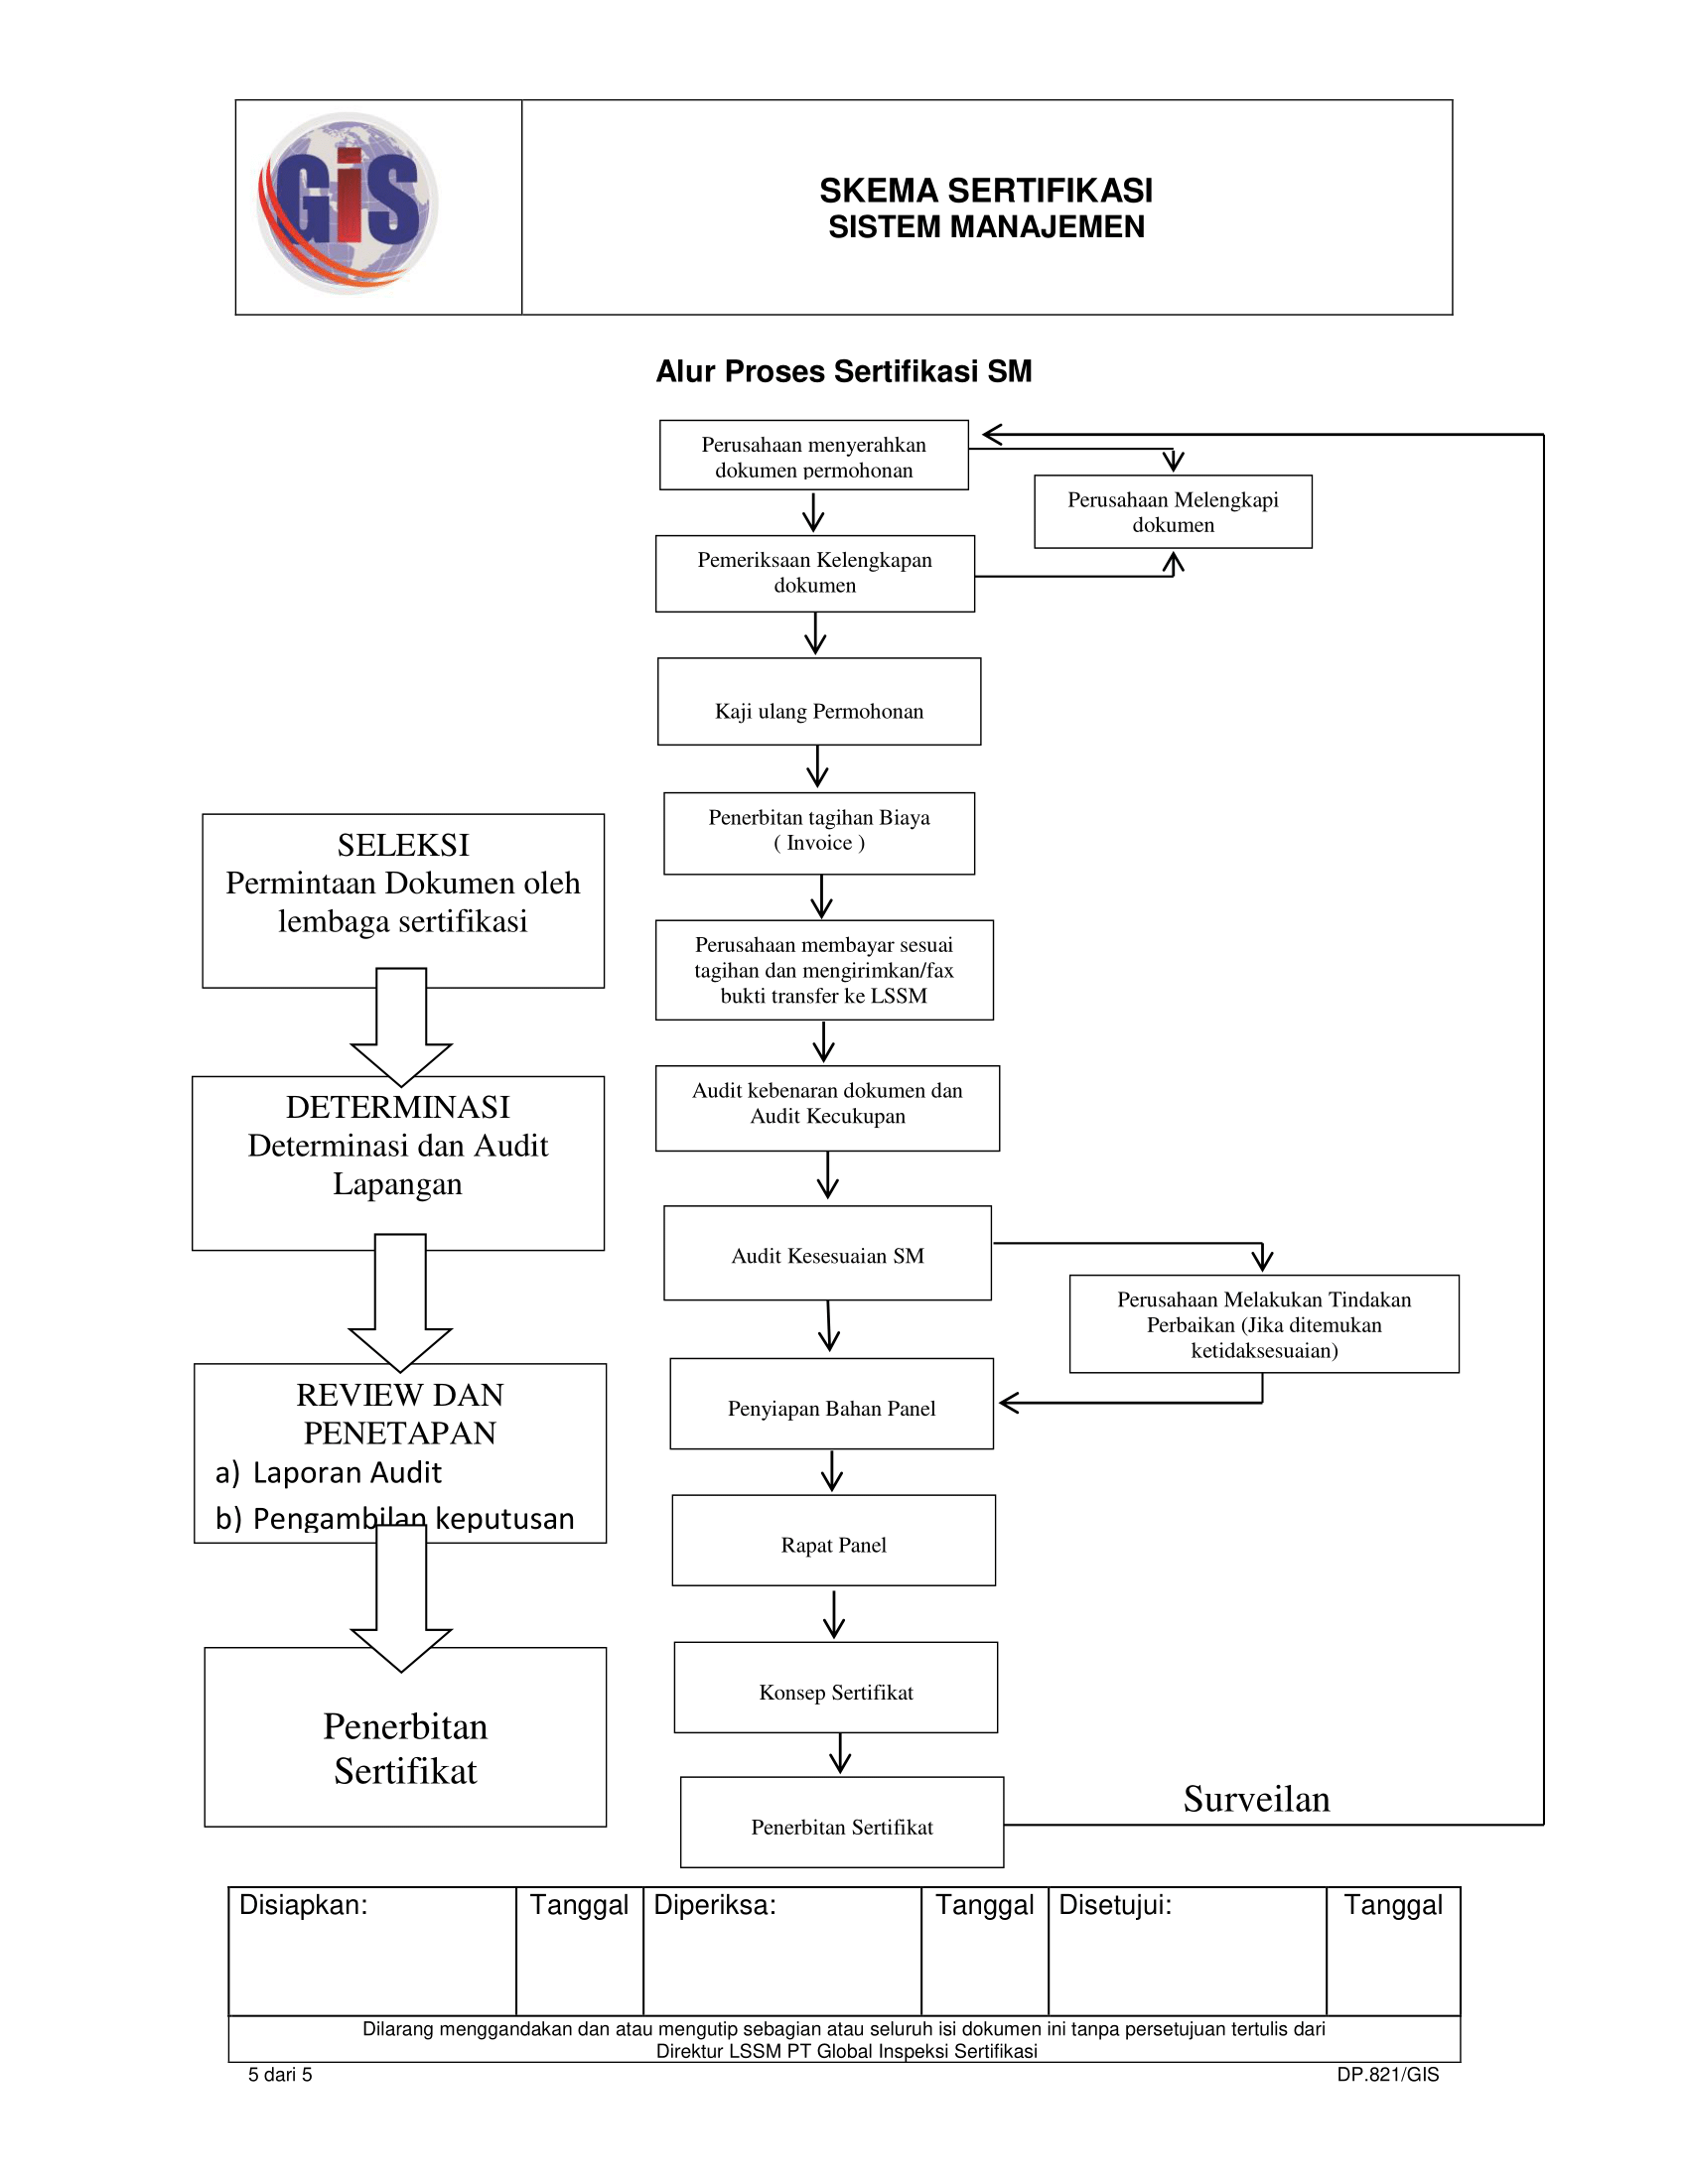 GiS
SKEMA SERTIFIKASI
SISTEM MANAJEMEN
Alur Proses Sertifikasi SM
Perusahaan menyerahkan
dokumen permohonan
Perusahaan Melengkapi
dokumen
Pemeriksaan Kelengkapan
dokumen
Kaji ulang Permohonan
Penerbitan tagihan Biaya
( Invoice )
Perusahaan membayar sesuai
tagihan dan mengirimkan/fax
bukti transfer ke LSSM
Audit kebenaran dokumen dan
Audit Kecukupan
Audit Kesesuaian SM
Perusahaan Melakukan Tindakan
Perbaikan (Jika ditemukan
ketidaksesuaian)
Penyiapan Bahan Panel
Rapat Panel
Konsep Sertifikat
Penerbitan Sertifikat
Surveilan
SELEKSI
Permintaan Dokumen oleh
lembaga sertifikasi
DETERMINASI
Determinasi dan Audit
Lapangan
REVIEW DAN
PENETAPAN
a) Laporan Audit
b) Pengambilan keputusan
Penerbitan
Sertifikat
Disiapkan: Tanggal Diperiksa: Tanggal Disetujui: Tanggal
Dilarang menggandakan dan atau mengutip sebagian atau seluruh isi dokumen ini tanpa persetujuan tertulis dari
Direktur LSSM PT Global Inspeksi Sertifikasi
5 dari 5 DP.821/GIS